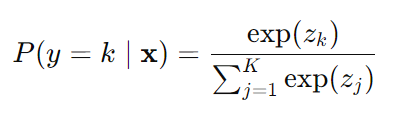 P(y = k | x) = exp(z_k) / ∑_{j=1}^{K} exp(z_j)